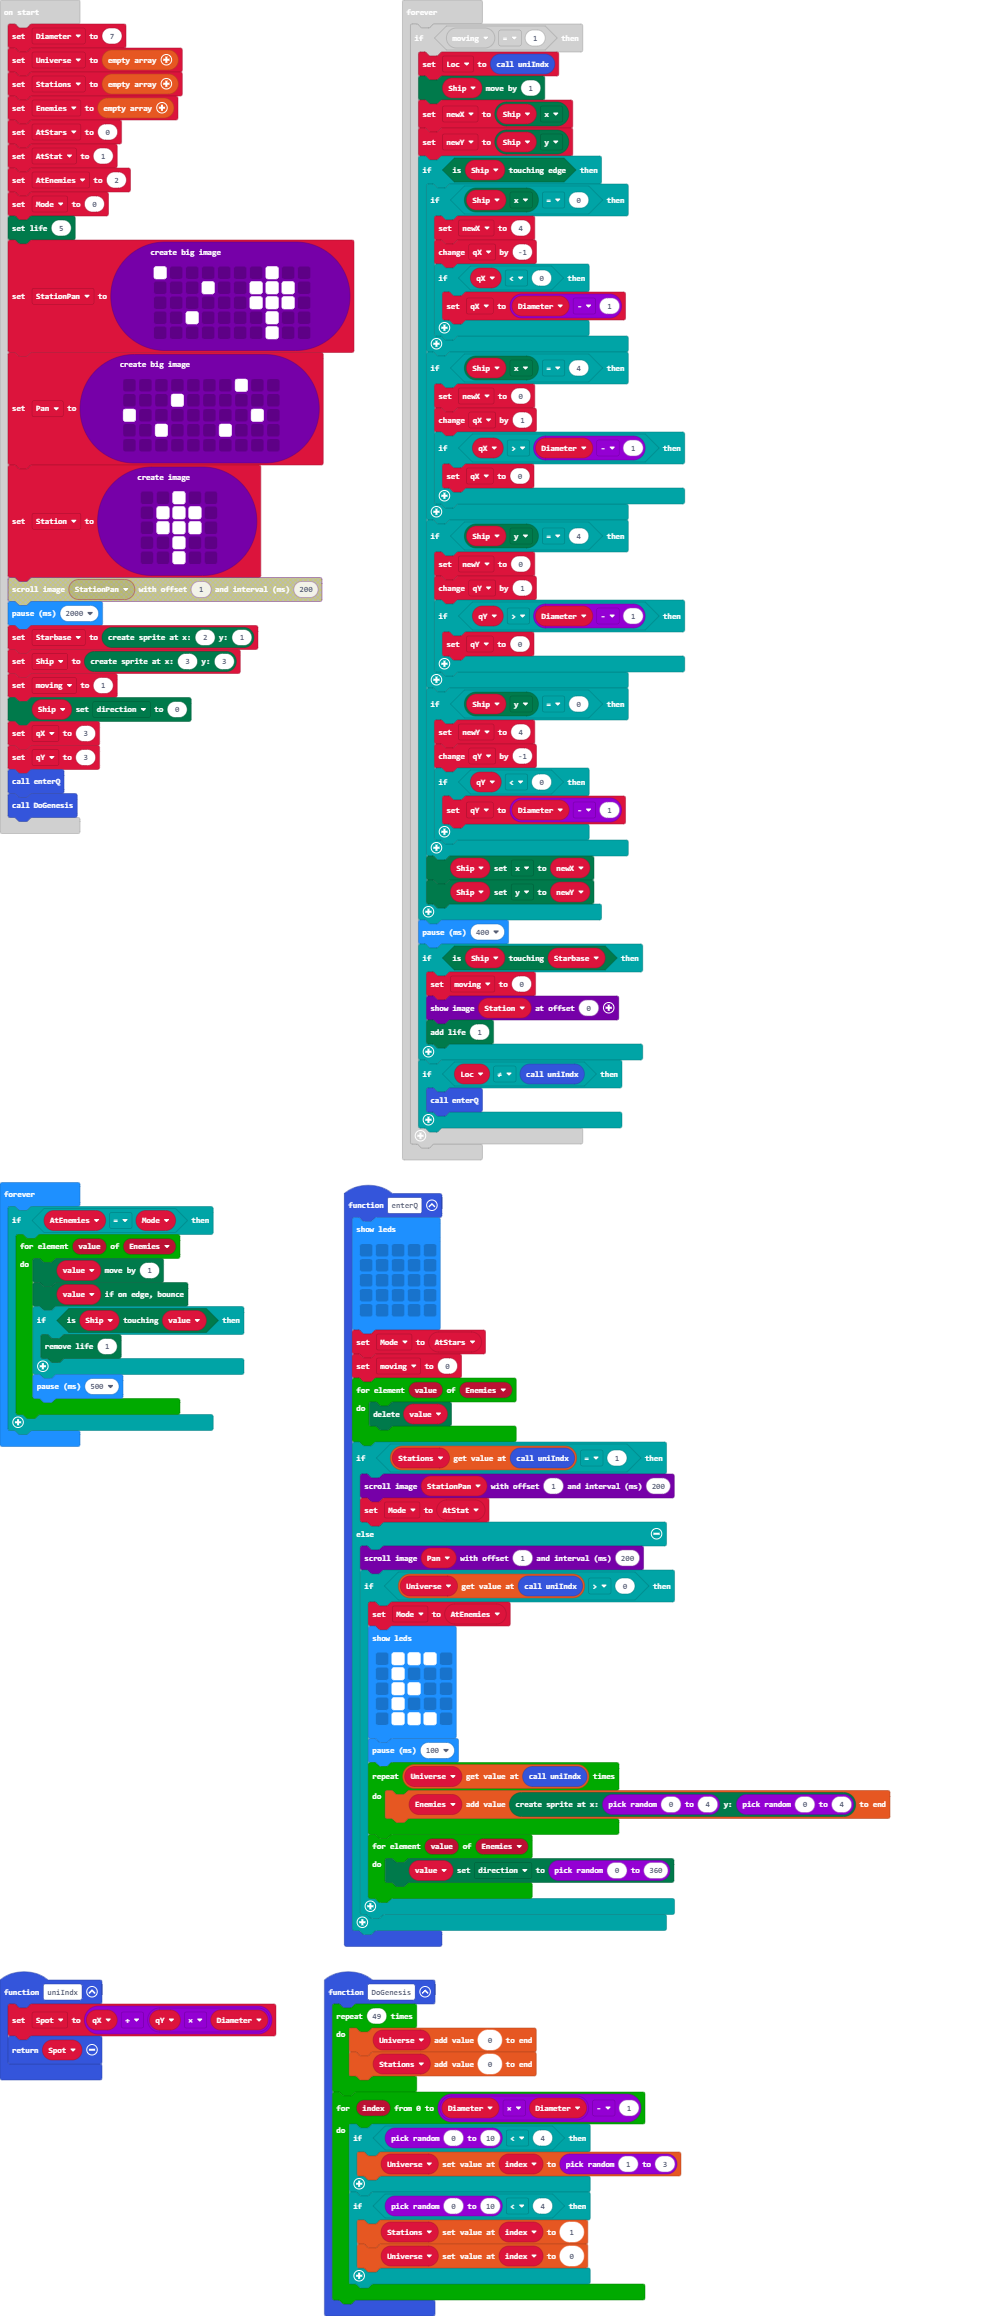 on start
set Diameter to 7
set Universe to empty array
set Stations to empty array
set Enemies to empty array
set AtStars to 0
set AtStat to 1
set AtEnemies to 2
set Mode to 0
set life 5
create big image
set StationPan to
create big image
set Pan to
create image
set Station to
scroll image StationPan with offset 1 and interval (ms) 200
pause (ms) 2000
set Starbase to create sprite at x: 2 y: 1
set Ship to create sprite at x: 3 y: 3
set moving to 1
Ship set direction to 0
set qX to 3
set qY to 3
call enterQ
call DoGenesis
forever
if moving = 1 then
set Loc to call uniIndx
Ship move by 1
set newX to Ship x
set newY to Ship y
if is Ship touching edge then
if Ship x = 0 then
set newX to 4
change qX by -1
if qX < 0 then
set qX to Diameter - 1
if Ship x = 4 then
set newX to 0
change qX by 1
if qX > Diameter - 1 then
set qX to 0
if Ship y = 4 then
set newY to 0
change qY by 1
if qY > Diameter - 1 then
set qY to 0
if Ship y = 0 then
set newY to 4
change qY by -1
if qY < 0 then
set qY to Diameter - 1
Ship set x to newX
Ship set y to newY
pause (ms) 400
if is Ship touching Starbase then
set moving to 0
show image Station at offset 0
add life 1
if Loc ≠ call uniIndx then
call enterQ
forever
if AtEnemies = Mode then
for element value of Enemies
do
value move by 1
value if on edge, bounce
if is Ship touching value then
remove life 1
pause (ms) 500
function enterQ
show leds
set Mode to AtStars
set moving to 0
for element value of Enemies
do delete value
if Stations get value at call uniIndx = 1 then
scroll image StationPan with offset 1 and interval (ms) 200
set Mode to AtStat
else
scroll image Pan with offset 1 and interval (ms) 200
if Universe get value at call uniIndx > 0 then
set Mode to AtEnemies
show leds
pause (ms) 100
repeat Universe get value at call uniIndx times
do Enemies add value create sprite at x: pick random 0 to 4 y: pick random 0 to 4 to end
for element value of Enemies
do value set direction to pick random 0 to 360
function uniIndx
set Spot to qX + qY × Diameter
return Spot
function DoGenesis
repeat 49 times
do
Universe add value 0 to end
Stations add value 0 to end
for index from 0 to Diameter × Diameter - 1
do
if pick random 0 to 10 < 4 then
Universe set value at index to pick random 1 to 3
if pick random 0 to 10 < 4 then
Stations set value at index to 1
Universe set value at index to 0